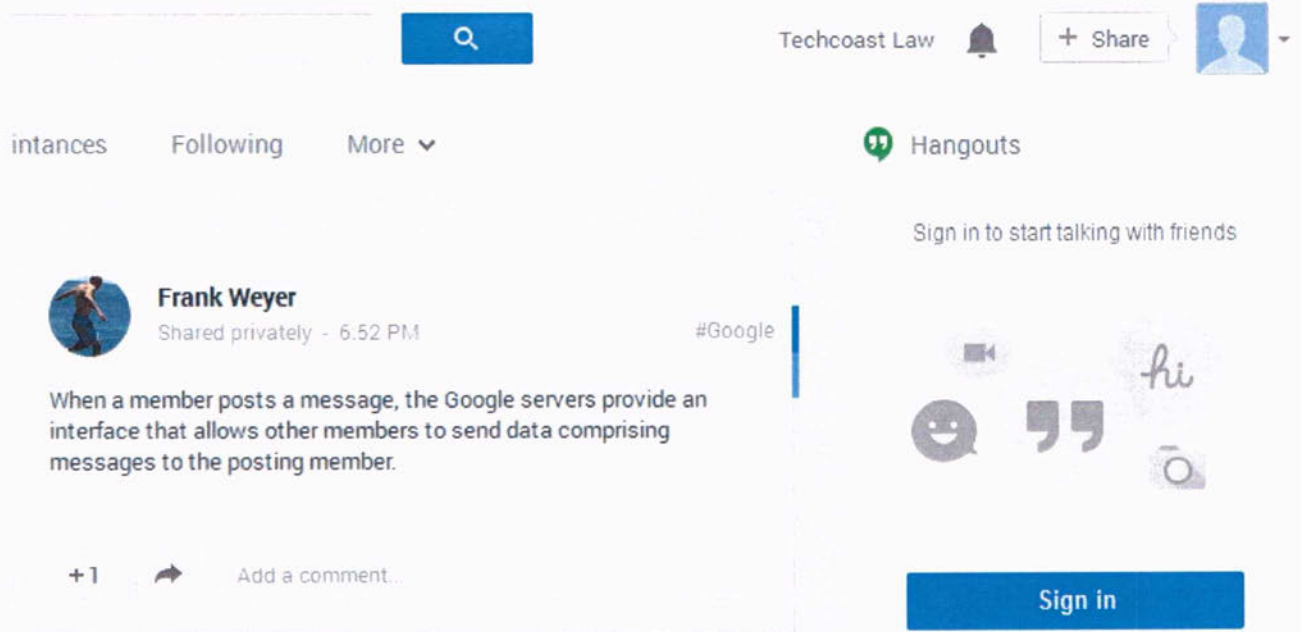 Techcoast Law
+ Share
intances Following More
Hangouts
Sign in to start talking with friends
Frank Weyer
Shared privately - 6:52 PM
#Google
When a member posts a message, the Google servers provide an
interface that allows other members to send data comprising
messages to the posting member.
hi
+1 Add a comment...
Sign in